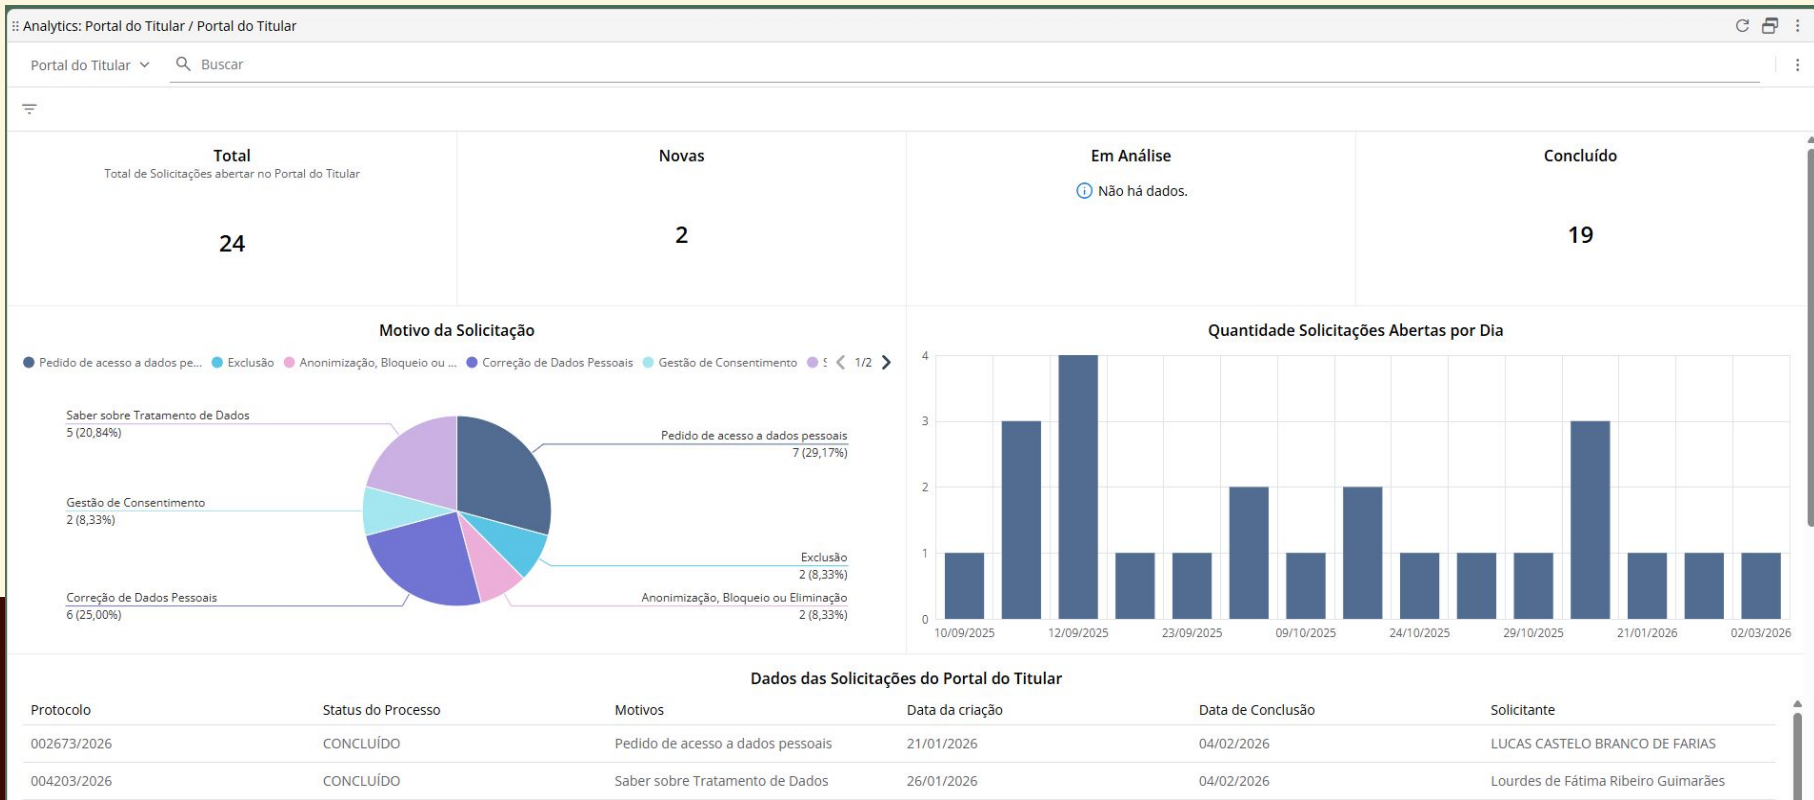 Analytics: Portal do Titular / Portal do Titular
Portal do Titular
Buscar
Total
Total de Solicitações abertar no Portal do Titular
24
Novas
2
Em Análise
Não há dados.
Concluído
19
Motivo da Solicitação
Pedido de acesso a dados pe... Exclusão Anonimização, Bloqueio ou ... Correção de Dados Pessoais Gestão de Consentimento 1/2
Saber sobre Tratamento de Dados
5 (20,84%)
Pedido de acesso a dados pessoais
7 (29,17%)
Gestão de Consentimento
2 (8,33%)
Exclusão
2 (8,33%)
Correção de Dados Pessoais
6 (25,00%)
Anonimização, Bloqueio ou Eliminação
2 (8,33%)
Quantidade Solicitações Abertas por Dia
4
3
2
1
0
10/09/2025 12/09/2025 23/09/2025 09/10/2025 24/10/2025 29/10/2025 21/01/2026 02/03/2026
Dados das Solicitações do Portal do Titular
Protocolo Status do Processo Motivos Data da criação Data de Conclusão Solicitante
002673/2026 CONCLUÍDO Pedido de acesso a dados pessoais 21/01/2026 04/02/2026 LUCAS CASTELO BRANCO DE FARIAS
004203/2026 CONCLUÍDO Saber sobre Tratamento de Dados 26/01/2026 04/02/2026 Lourdes de Fátima Ribeiro Guimarães